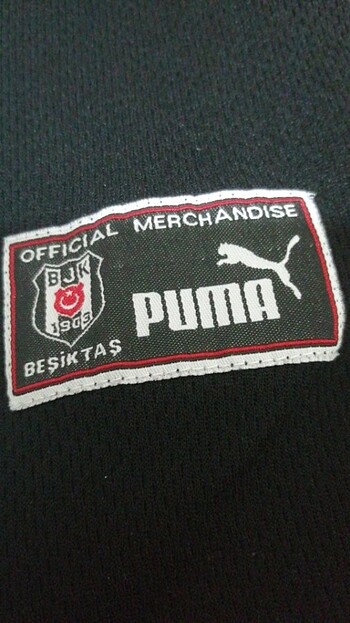 OFFICIAL MERCHANDISE
BJK
1903
PUMA
BEŞİKTAŞ